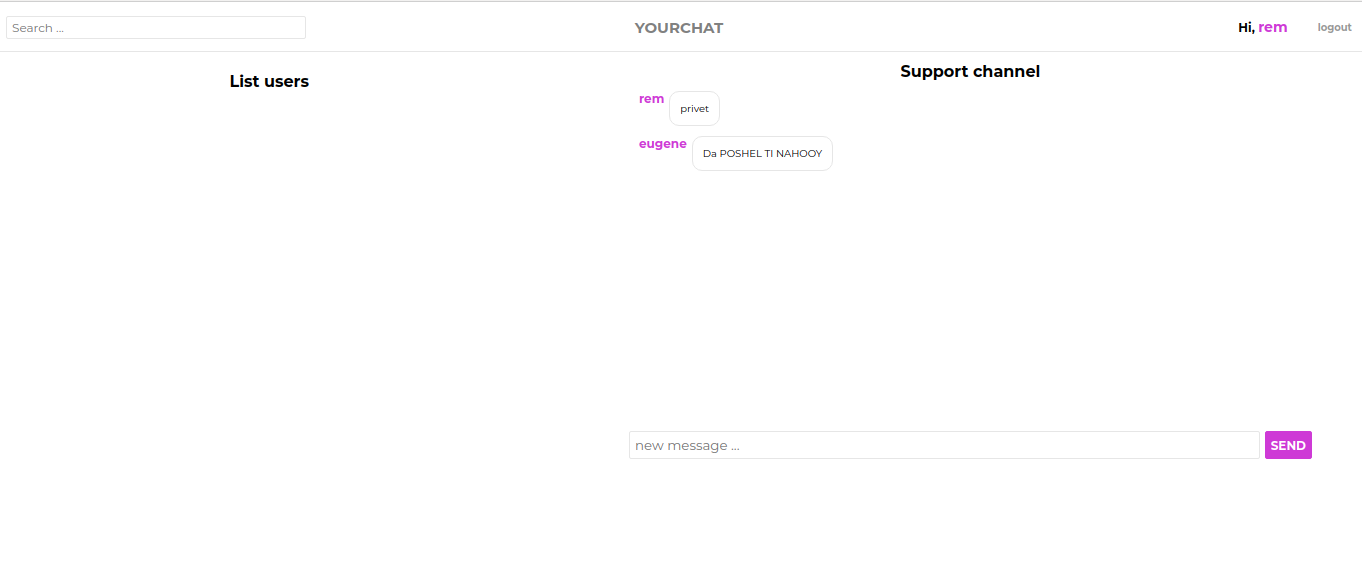 Search ...
YOURCHAT
Hi, rem
logout
List users
Support channel
rem
privet
eugene
Da POSHEL TI NAHOOY
new message ...
SEND